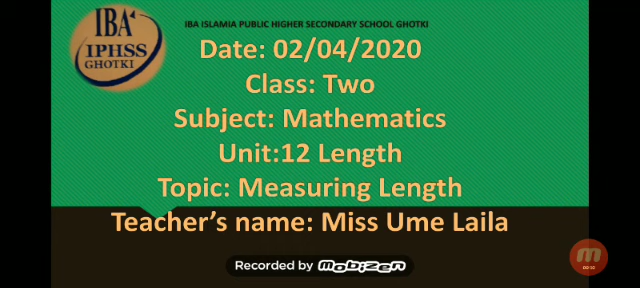 IBA
IPHSS
GHOTKI
IBA ISLAMIA PUBLIC HIGHER SECONDARY SCHOOL GHOTKI
Date: 02/04/2020
Class: Two
Subject: Mathematics
Unit:12 Length
Topic: Measuring Length
Teacher's name: Miss Ume Laila
Recorded by Mobizen